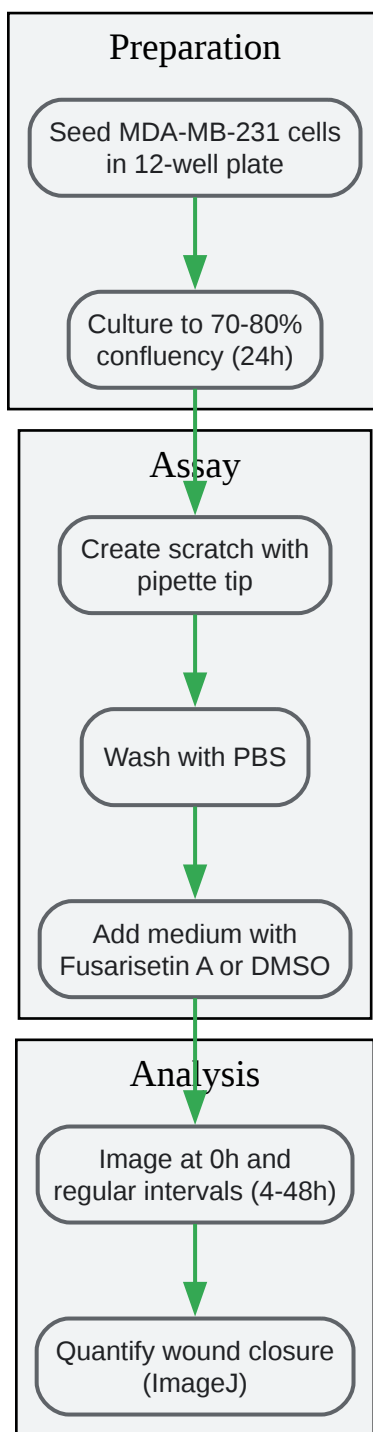 Preparation
Seed MDA-MB-231 cells
in 12-well plate
Culture to 70-80%
confluency (24h)
Assay
Create scratch with
pipette tip
Wash with PBS
Add medium with
Fusarisetin A or DMSO
Analysis
Image at 0h and
regular intervals (4-48h)
Quantify wound closure
(ImageJ)